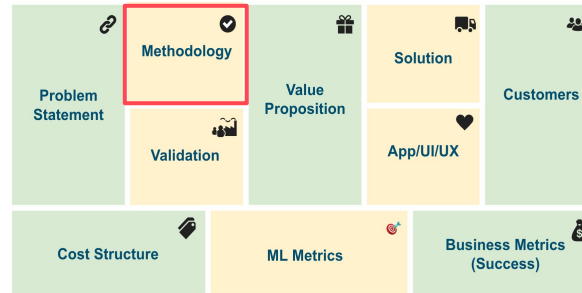 Problem
Statement
Methodology
Validation
Value
Proposition
Solution
App/UI/UX
Customers
Cost Structure
ML Metrics
Business Metrics
(Success)